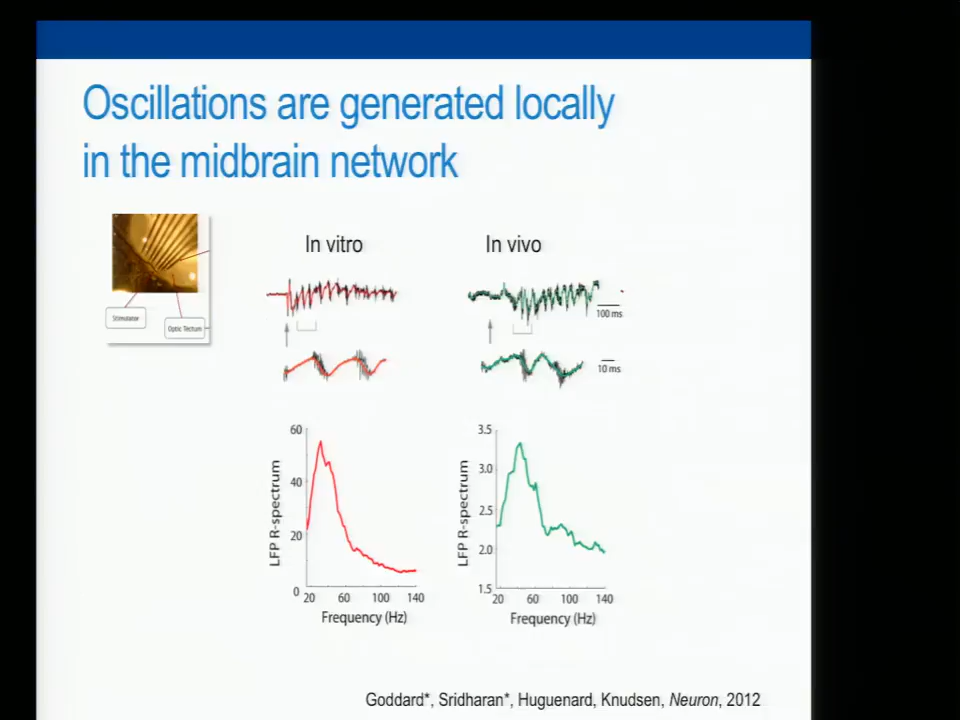 Oscillations are generated locally
in the midbrain network
Stimulator
Optic Tectum
In vitro
In vivo
100 ms
10 ms
60
40
20
0
20 60 100 140
LFP R-spectrum
Frequency (Hz)
3.5
3.0
2.5
2.0
1.5
20 60 100 140
LFP R-spectrum
Frequency (Hz)
Goddard*, Sridharan*, Huguenard, Knudsen, Neuron, 2012